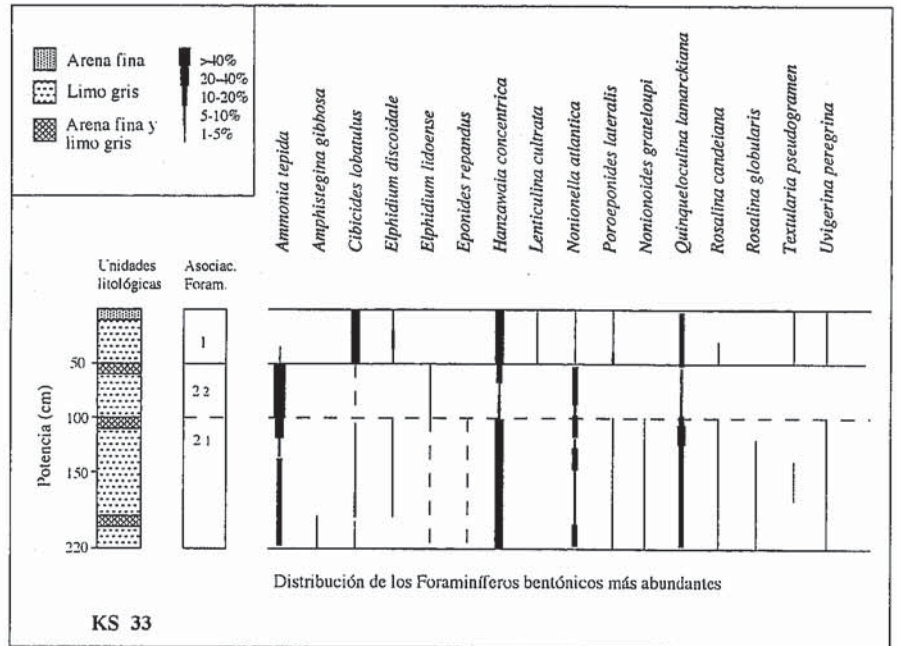 Arena fina
Limo gris
Arena fina y
limo gris
>40%
20-40%
10-20%
5-10%
1-5%
Ammonia tepida
Amphistegina gibbosa
Cibicides lobatulus
Elphidium discoidale
Elphidium lidoense
Eponides repandus
Hanzawaia concentrica
Lenticulina cultrata
Nonionella atlantica
Poroeponides lateralis
Nonionoides grateloupi
Quinqueloculina lamarckiana
Rosalina candeiana
Rosalina globularis
Textularia pseudogramen
Uvigerina peregrina
Unidades
litológicas
Asociac.
Foram.
Potencia (cm)
50
100
150
220
1
2 2
2 1
Distribución de los Foraminíferos bentónicos más abundantes
KS 33